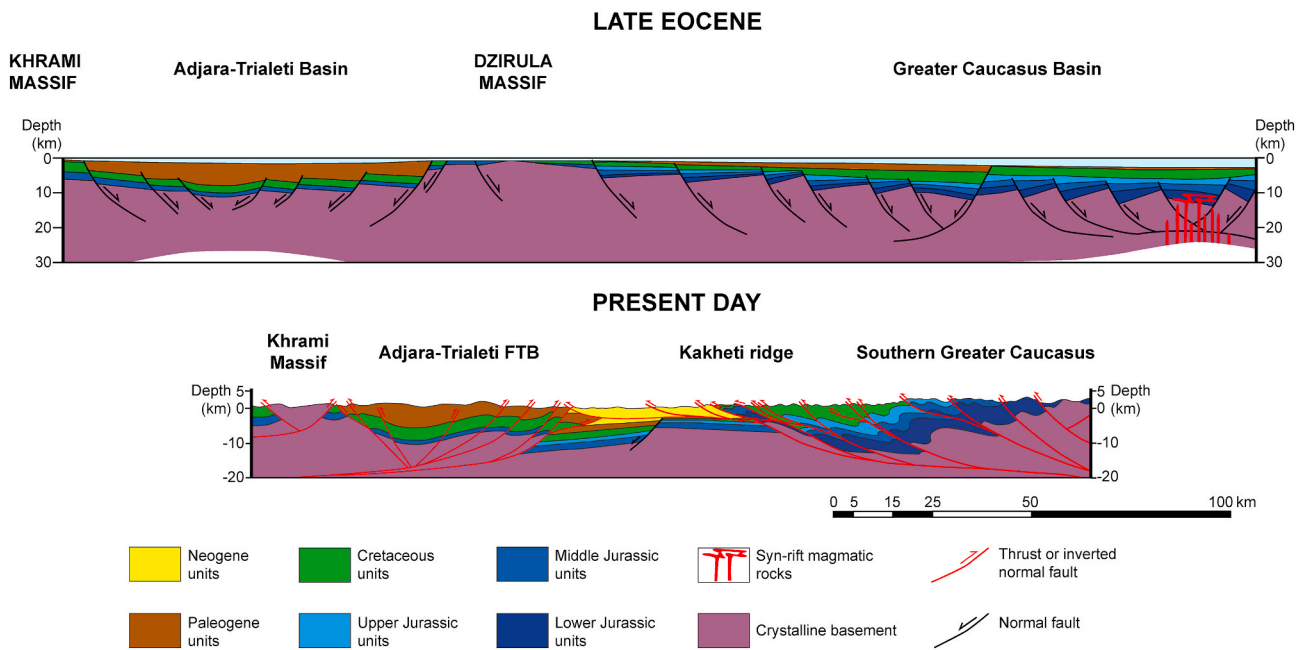 LATE EOCENE
KHRAMI
MASSIF
Adjara-Trialeti Basin
DZIRULA
MASSIF
Greater Caucasus Basin
Depth
(km)
Depth
(km)
0
10
20
30
0
10
20
30
PRESENT DAY
Khrami
Massif
Adjara-Trialeti FTB
Kakheti ridge
Southern Greater Caucasus
Depth
(km)
5
0
-10
-20
5
0
-10
-20
Depth
(km)
0 5 15 25 50 100 km
Neogene
units
Cretaceous
units
Middle Jurassic
units
Syn-rift magmatic
rocks
Thrust or inverted
normal fault
Paleogene
units
Upper Jurassic
units
Lower Jurassic
units
Crystalline basement
Normal fault